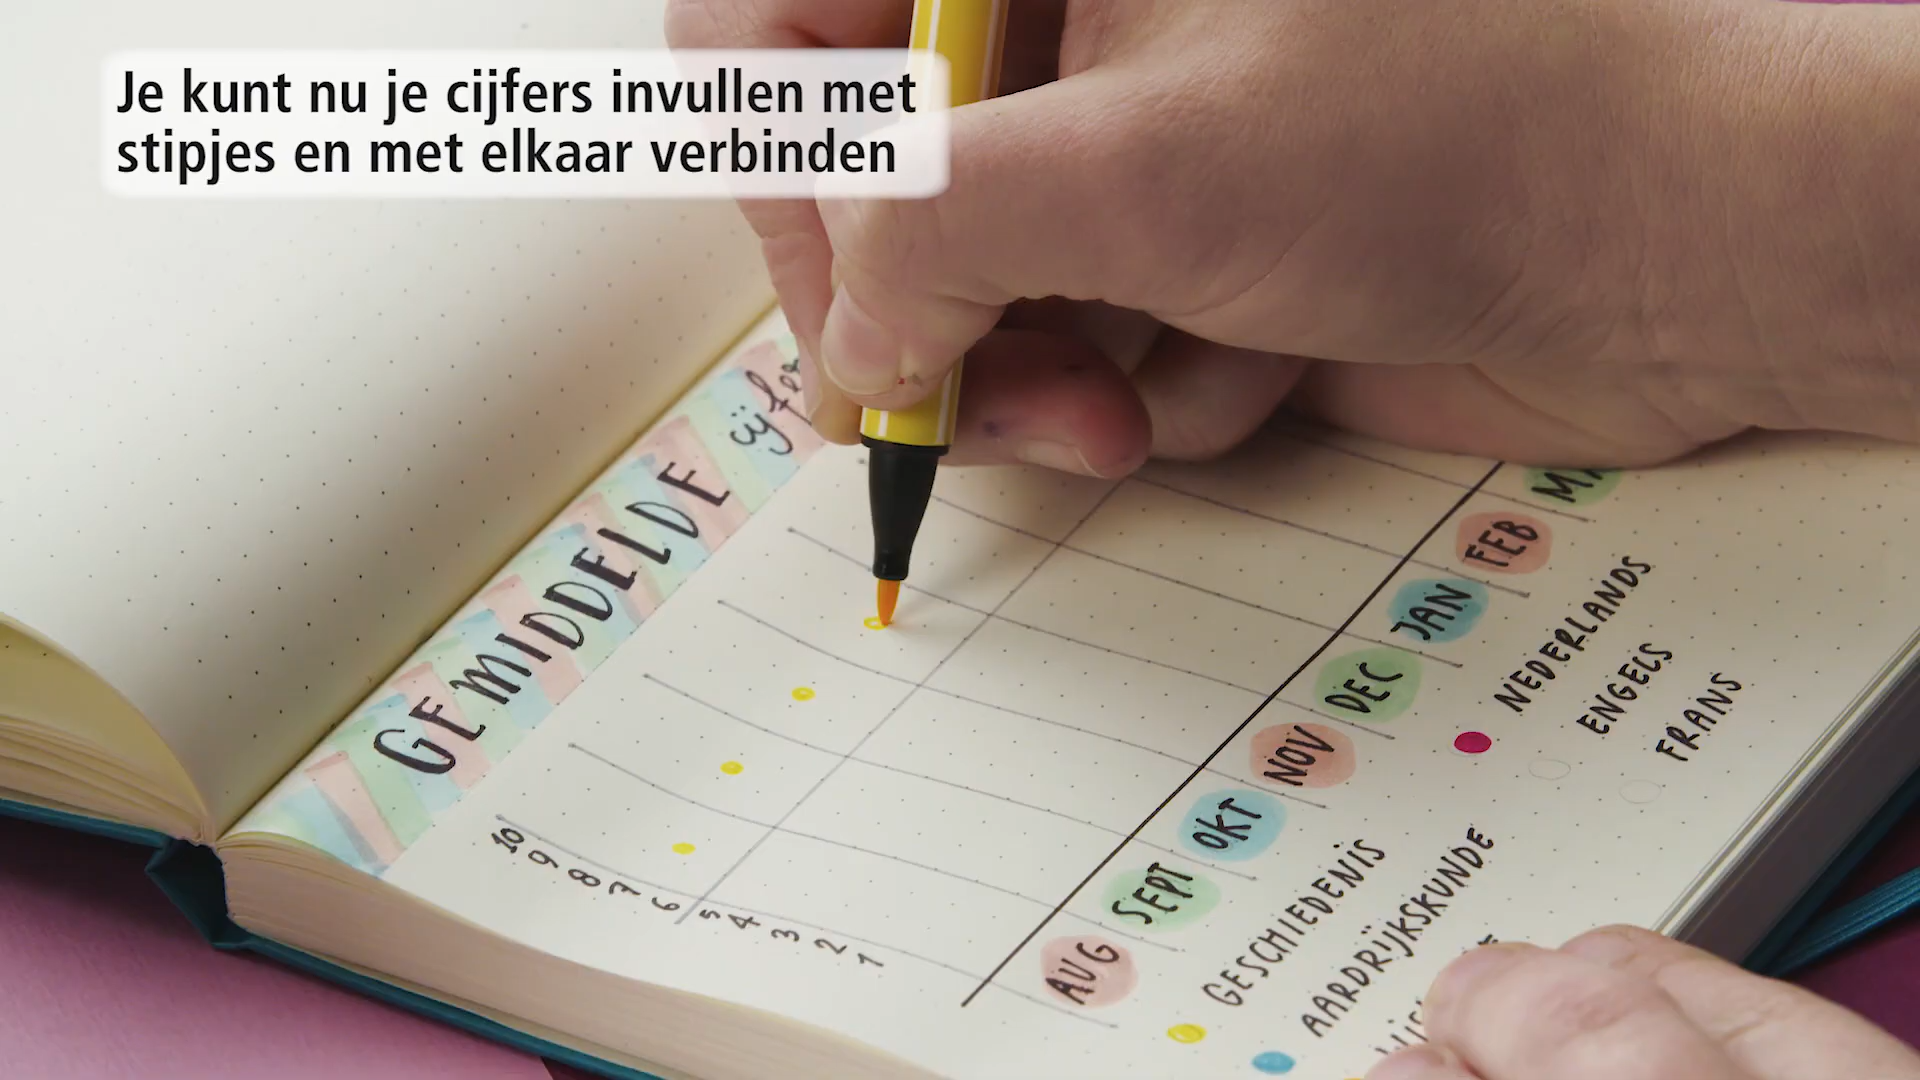 Je kunt nu je cijfers invullen met
stipjes en met elkaar verbinden
GEMIDDELDE
10
9
8
7
6
5
4
3
2
1
AUG
SEPT
OKT
NOV
DEC
JAN
FEB
GESCHIEDENIS
AARDRIJKSKUNDE
NEDERLANDS
ENGELS
FRANS